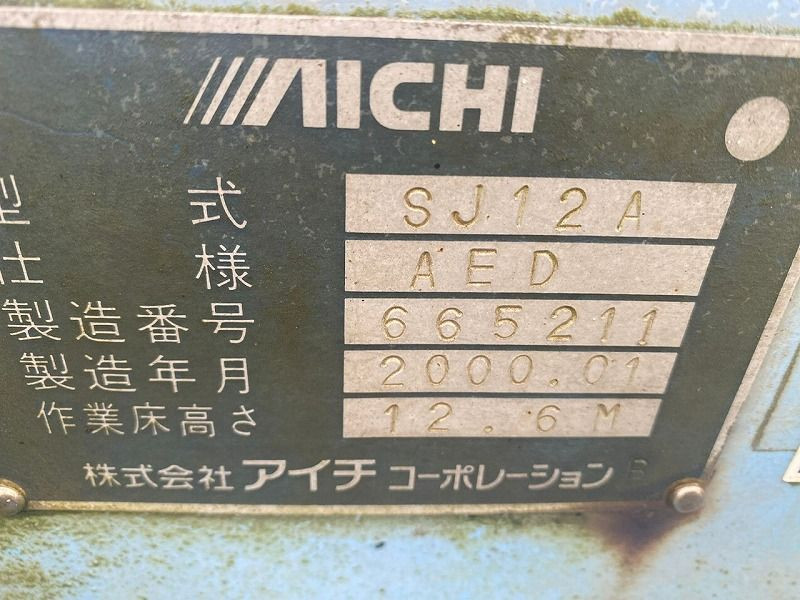 AICHI
型式 SJ12A
仕様 AED
製造番号 665211
製造年月 2000.01
作業床高さ 12.6M
株式会社 アイチ コーポレーション